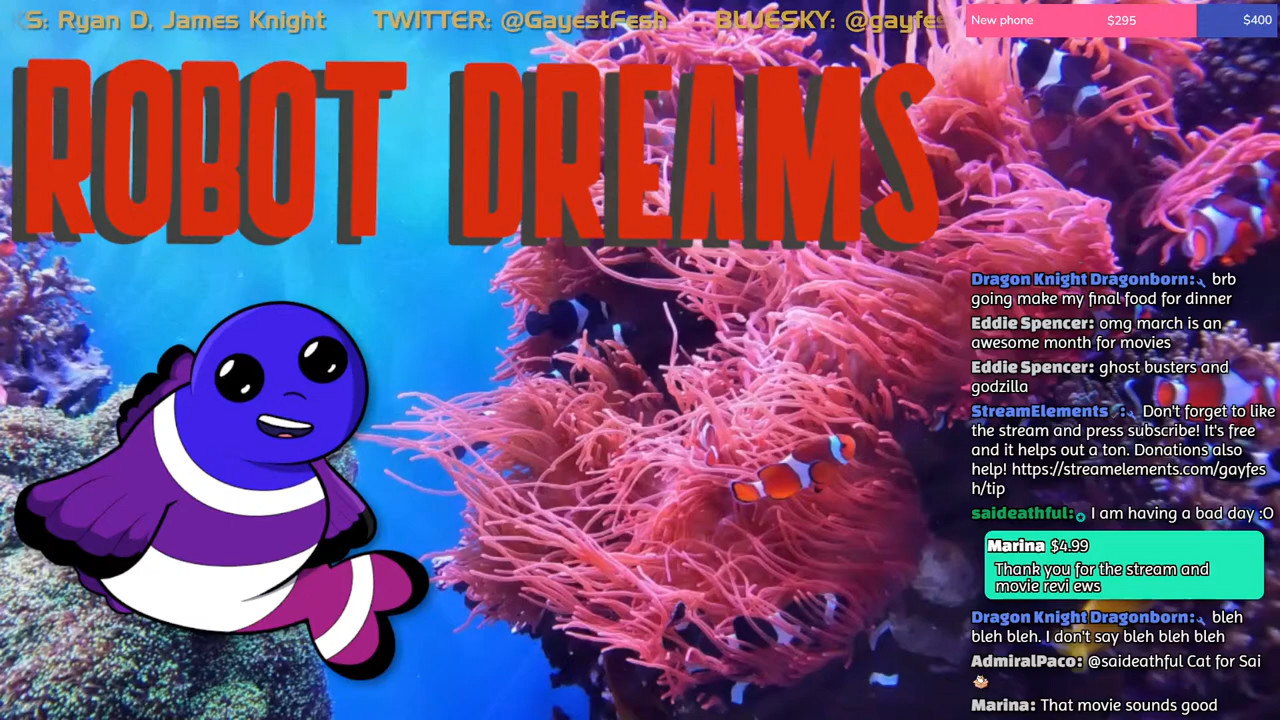 S: Ryan D, James Knight TWITTER: @GayestFesh BLUESKY: @gayfes
New phone $295 $400
ROBOT DREAMS
Dragon Knight Dragonborn: brb
going make my final food for dinner
Eddie Spencer: omg march is an
awesome month for movies
Eddie Spencer: ghost busters and
godzilla
StreamElements : Don't forget to like
the stream and press subscribe! It's free
and it helps out a ton. Donations also
help! https://streamelements.com/gayfes
h/tip
saideathful: I am having a bad day :O
Marina $4.99
Thank you for the stream and
movie revi ews
Dragon Knight Dragonborn: bleh
bleh bleh. I don't say bleh bleh bleh
AdmiralPaco: @saideathful Cat for Sai
Marina: That movie sounds good